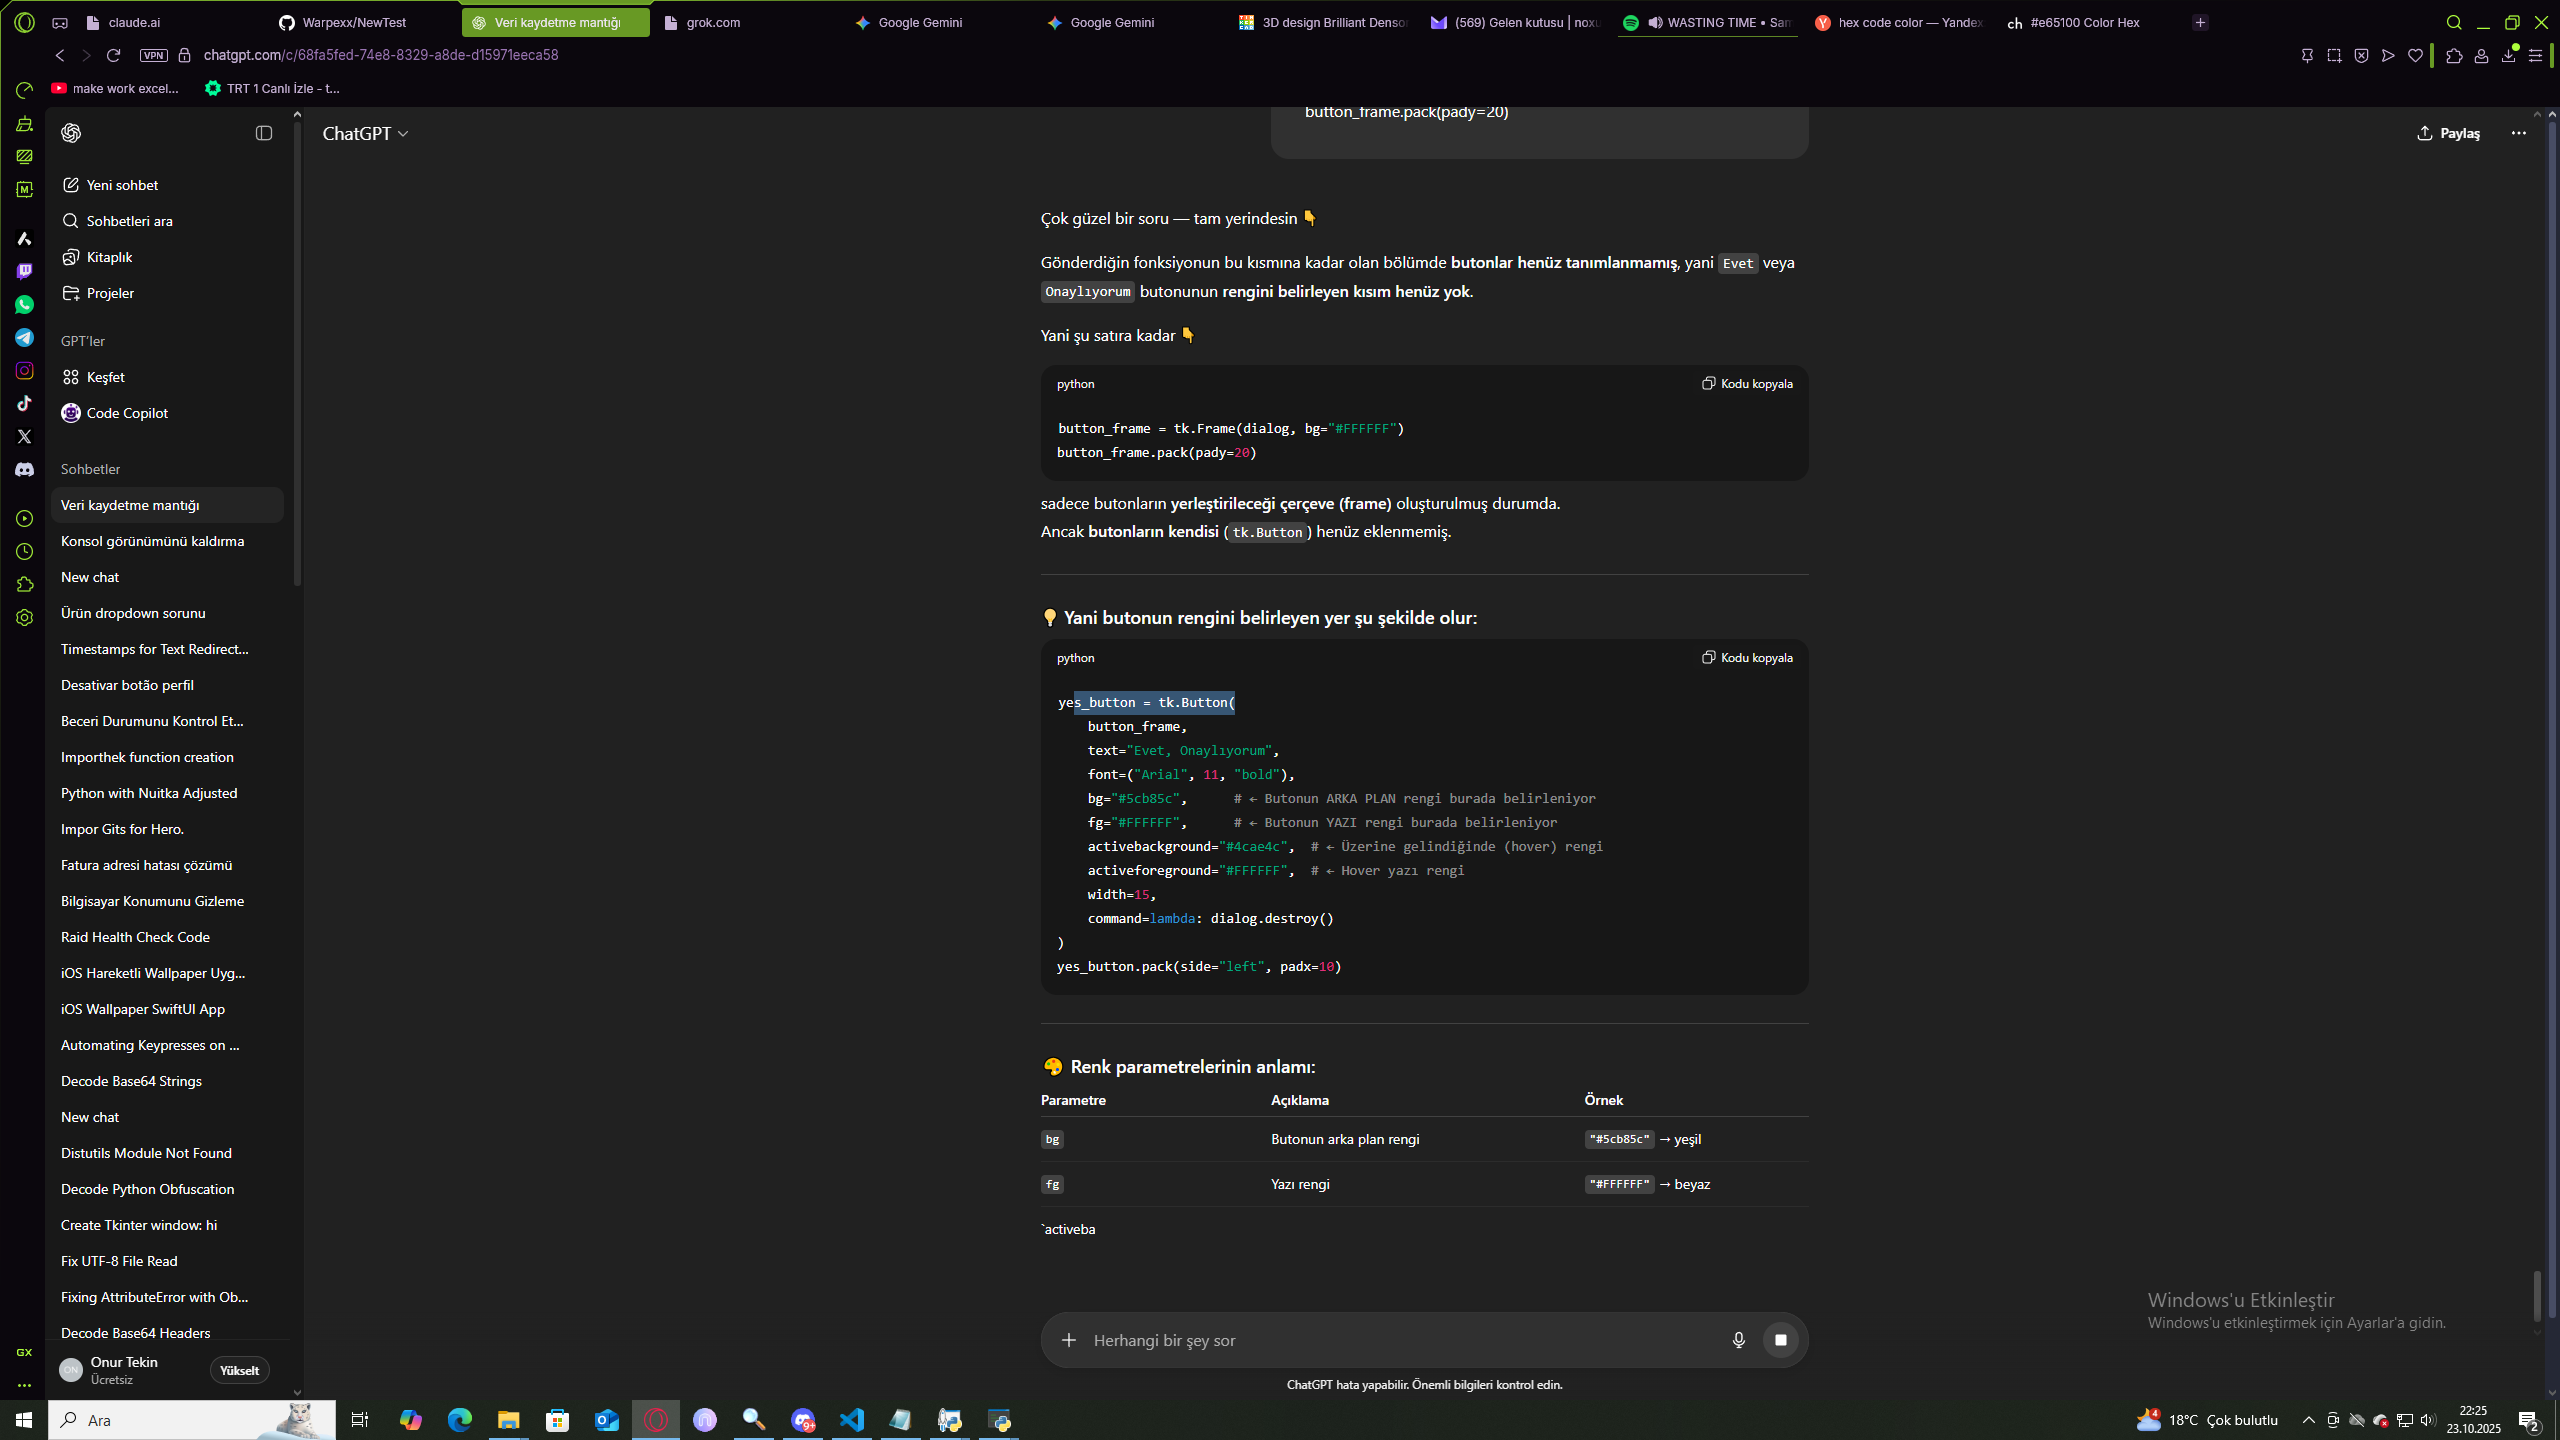 claude.ai
Warpexx/NewTest
Veri kaydetme mantığı
grok.com
Google Gemini
Google Gemini
3D design Brilliant Denso
(569) Gelen kutusu | noxu
WASTING TIME • San
hex code color — Yandex
ch #e65100 Color Hex
VPN chatgpt.com/c/68fa5fed-74e8-8329-a8de-d15971eeca58
make work excel...
TRT 1 Canlı İzle - t...
ChatGPT
Paylaş
Yeni sohbet
Sohbetleri ara
Kitaplık
Projeler
GPT'ler
Keşfet
Code Copilot
Sohbetler
Veri kaydetme mantığı
Konsol görünümünü kaldırma
New chat
Ürün dropdown sorunu
Timestamps for Text Redirect...
Desativar botão perfil
Beceri Durumunu Kontrol Et...
Importhek function creation
Python with Nuitka Adjusted
Impor Gits for Hero.
Fatura adresi hatası çözümü
Bilgisayar Konumunu Gizleme
Raid Health Check Code
iOS Hareketli Wallpaper Uyg...
iOS Wallpaper SwiftUI App
Automating Keypresses on ...
Decode Base64 Strings
New chat
Distutils Module Not Found
Decode Python Obfuscation
Create Tkinter window: hi
Fix UTF-8 File Read
Fixing AttributeError with Ob...
Decode Base64 Headers
ON Onur Tekin
Ücretsiz
Yükselt
GX
button_frame.pack(pady=20)
Çok güzel bir soru — tam yerindesin 👇
Gönderdiğin fonksiyonun bu kısmına kadar olan bölümde butonlar henüz tanımlanmamış, yani Evet veya
Onaylıyorum butonunun rengini belirleyen kısım henüz yok.
Yani şu satıra kadar 👇
python
Kodu kopyala
button_frame = tk.Frame(dialog, bg="#FFFFFF")
button_frame.pack(pady=20)
sadece butonların yerleştirileceği çerçeve (frame) oluşturulmuş durumda.
Ancak butonların kendisi (tk.Button) henüz eklenmemiş.
💡 Yani butonun rengini belirleyen yer şu şekilde olur:
python
Kodu kopyala
yes_button = tk.Button(
button_frame,
text="Evet, Onaylıyorum",
font=("Arial", 11, "bold"),
bg="#5cb85c", # ← Butonun ARKA PLAN rengi burada belirleniyor
fg="#FFFFFF", # ← Butonun YAZI rengi burada belirleniyor
activebackground="#4cae4c", # ← Üzerine gelindiğinde (hover) rengi
activeforeground="#FFFFFF", # ← Hover yazı rengi
width=15,
command=lambda: dialog.destroy()
)
yes_button.pack(side="left", padx=10)
🎨 Renk parametrelerinin anlamı:
Parametre Açıklama Örnek
bg Butonun arka plan rengi "#5cb85c" → yeşil
fg Yazı rengi "#FFFFFF" → beyaz
`activeba
Herhangi bir şey sor
ChatGPT hata yapabilir. Önemli bilgileri kontrol edin.
Windows'u Etkinleştir
Windows'u etkinleştirmek için Ayarlar'a gidin.
Ara
9+
4
18°C Çok bulutlu
22:25
23.10.2025
2